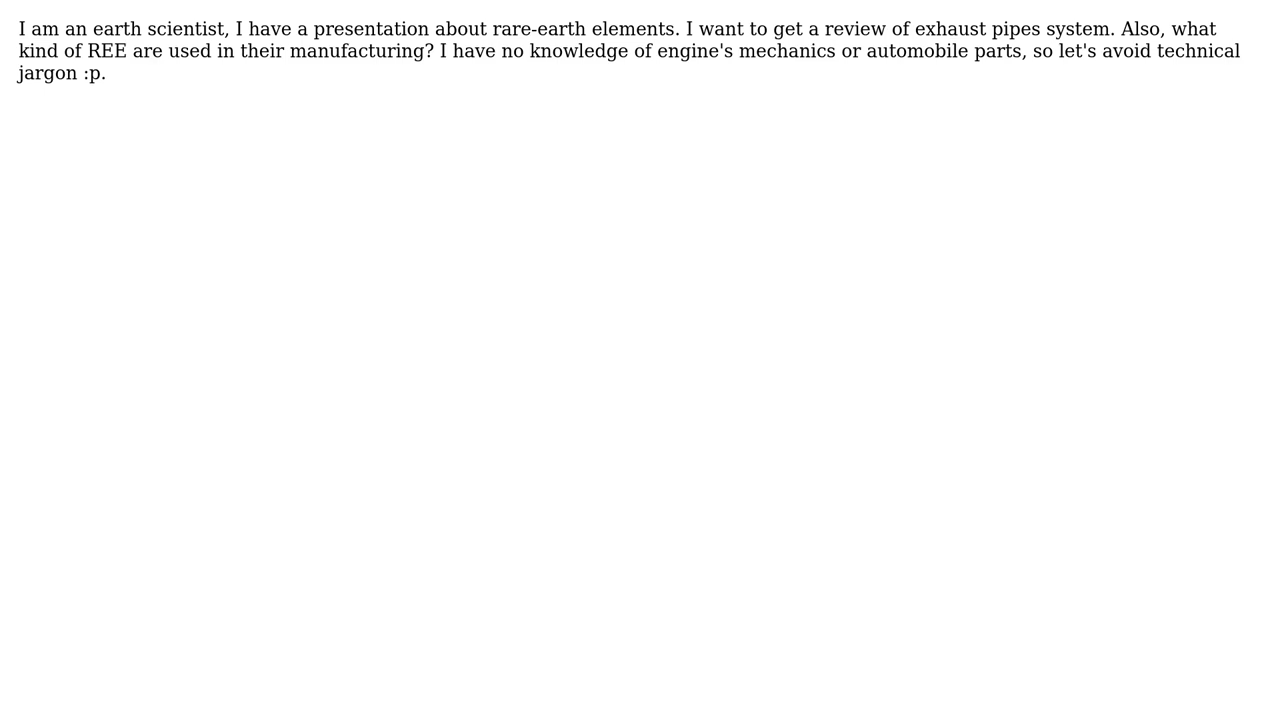 I am an earth scientist, I have a presentation about rare-earth elements. I want to get a review of exhaust pipes system. Also, what
kind of REE are used in their manufacturing? I have no knowledge of engine's mechanics or automobile parts, so let's avoid technical
jargon :p.